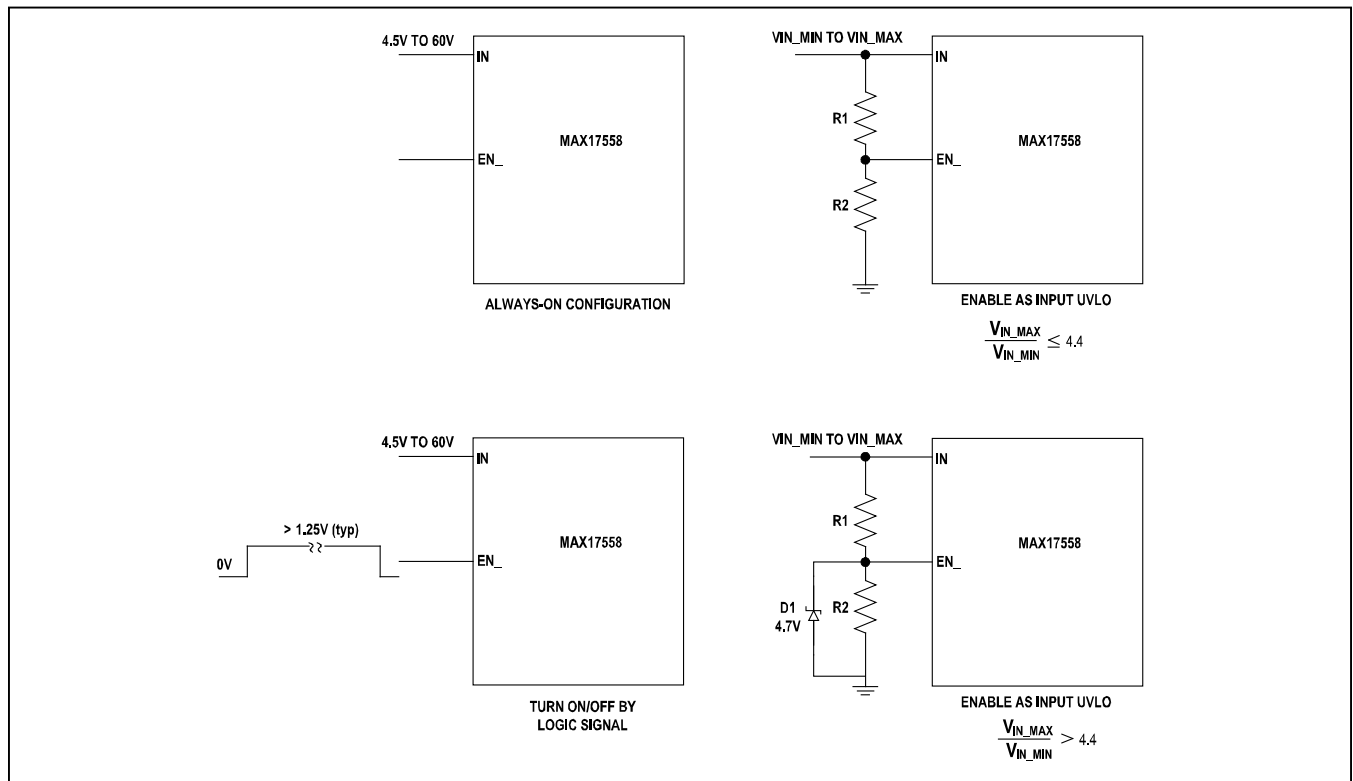 4.5V TO 60V
IN
MAX17558
EN_
ALWAYS-ON CONFIGURATION
VIN_MIN TO VIN_MAX
IN
R1
MAX17558
EN_
R2
ENABLE AS INPUT UVLO
VIN_MAX
VIN_MIN
≤ 4.4
4.5V TO 60V
IN
> 1.25V (typ)
0V
MAX17558
EN_
TURN ON/OFF BY
LOGIC SIGNAL
VIN_MIN TO VIN_MAX
IN
R1
MAX17558
EN_
D1
4.7V
R2
ENABLE AS INPUT UVLO
VIN_MAX
VIN_MIN
> 4.4